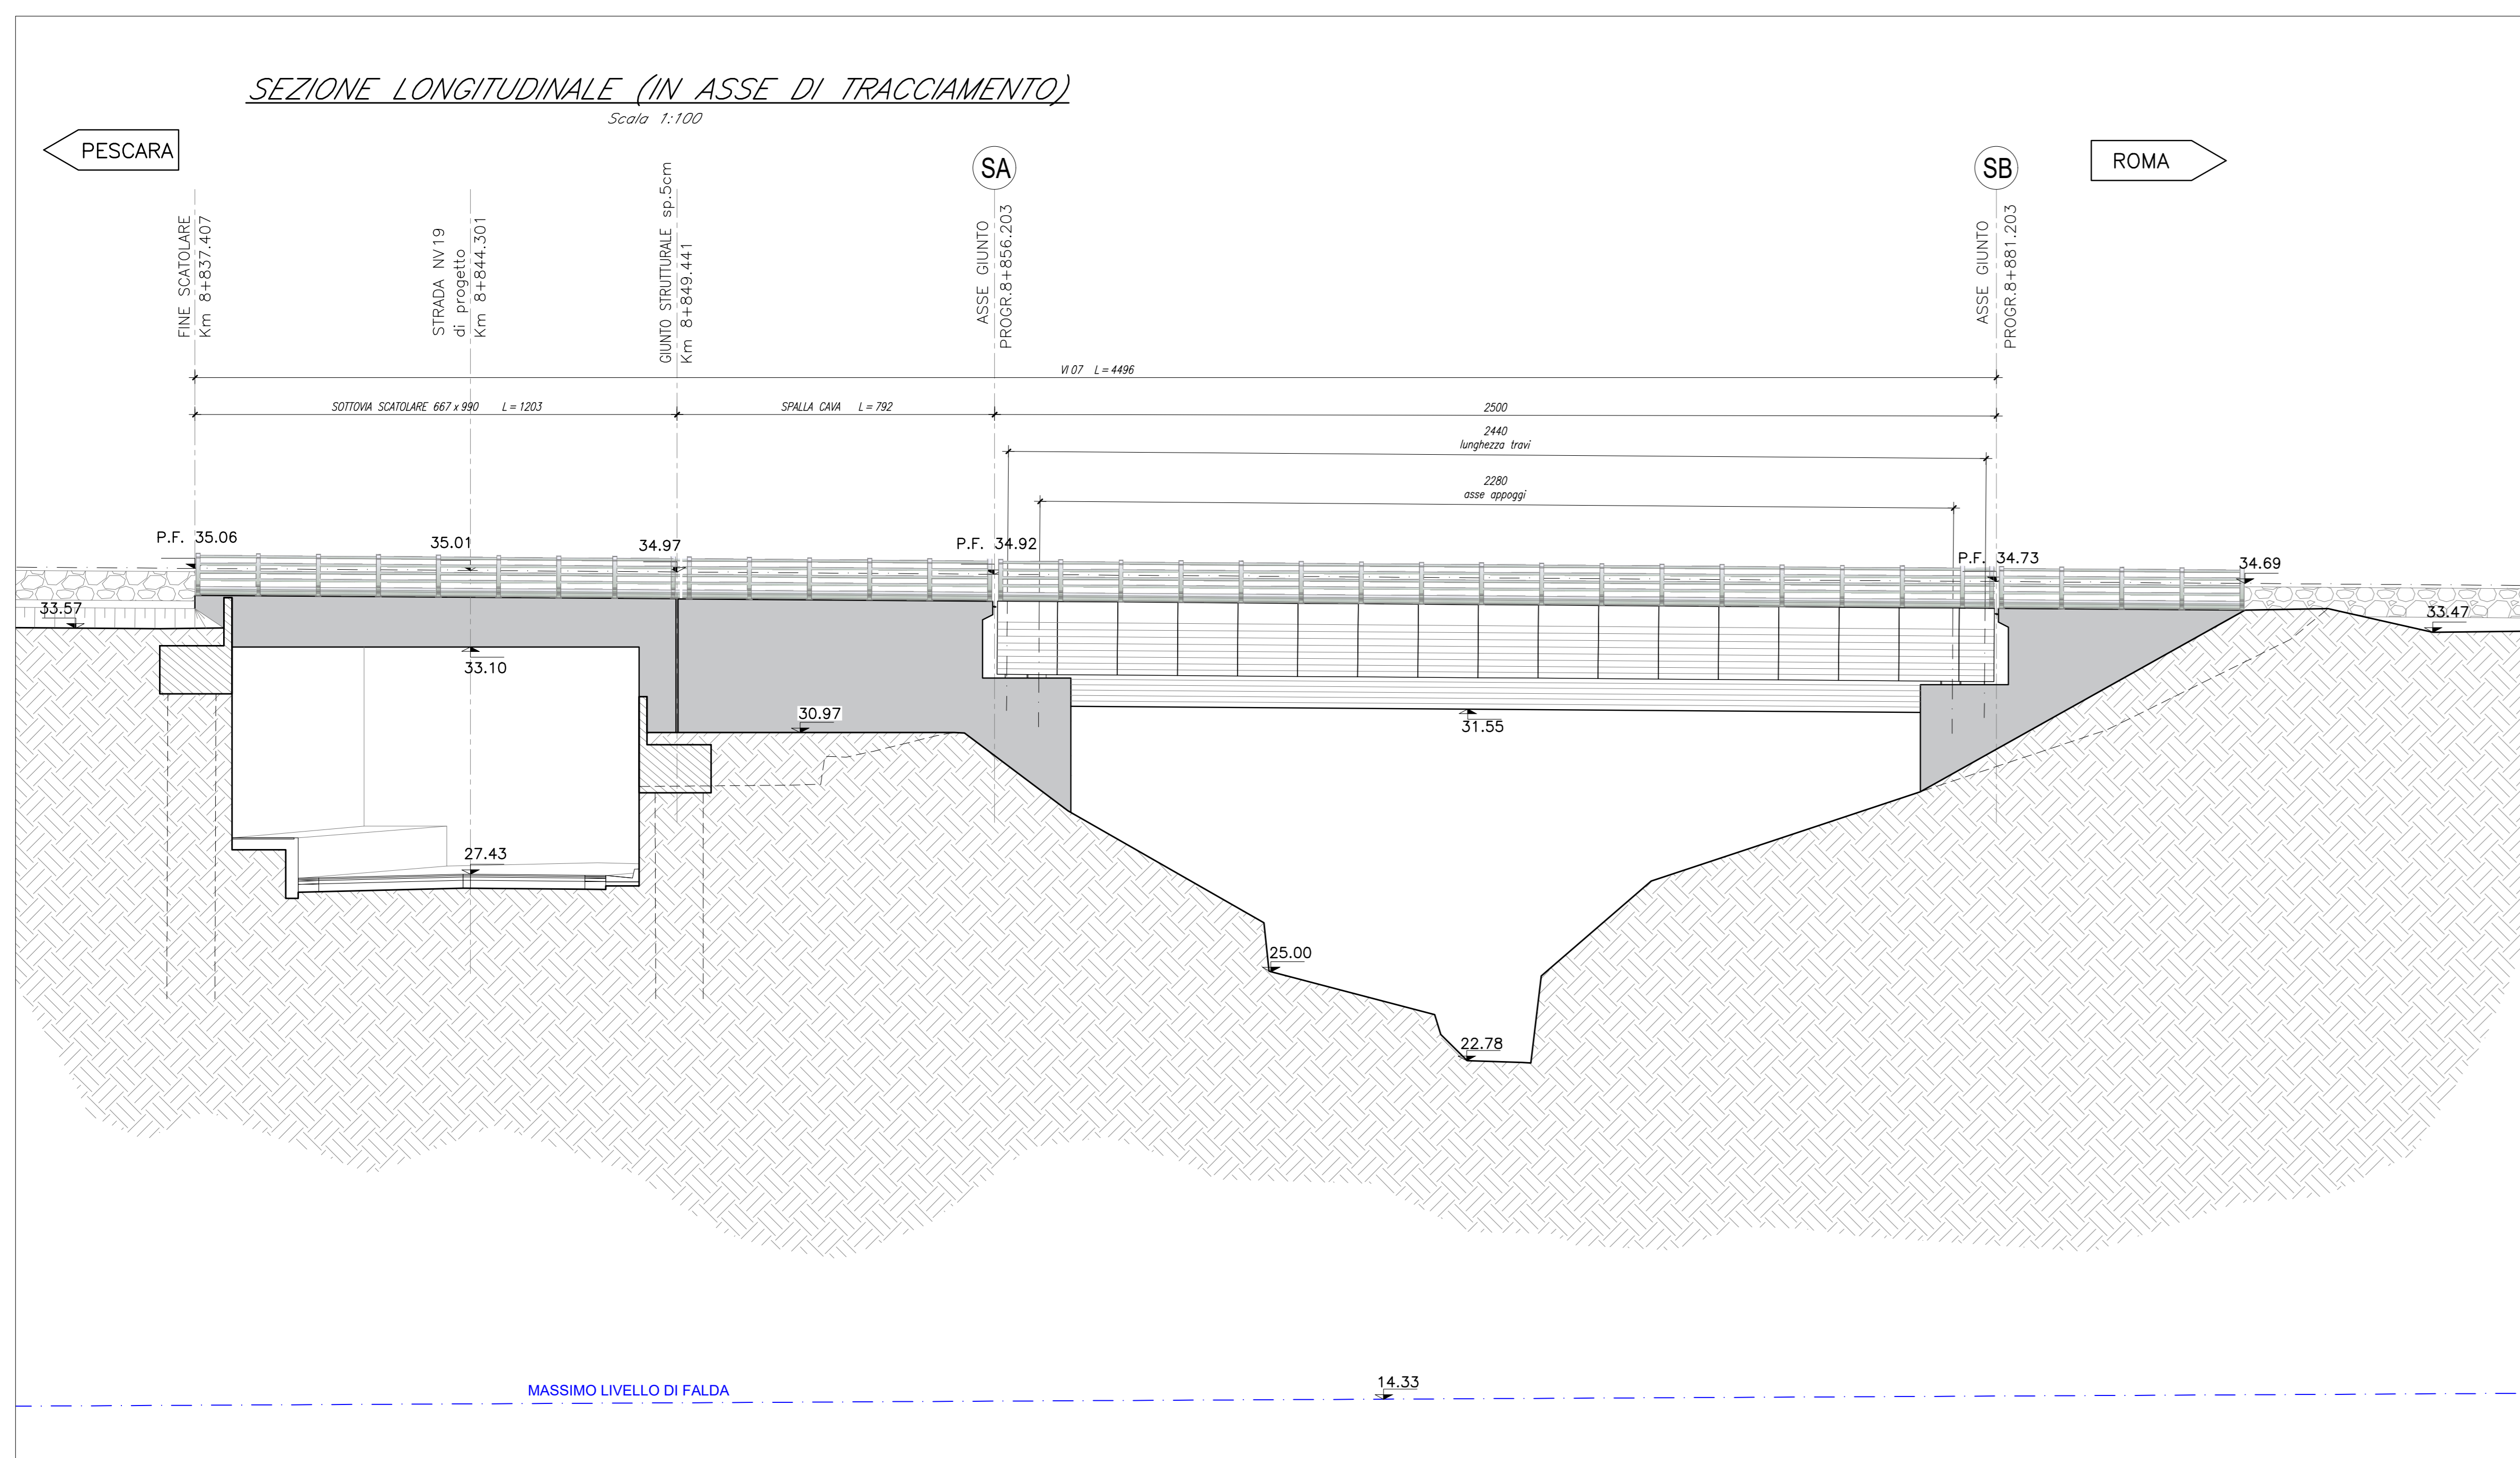 SEZIONE LONGITUDINALE (IN ASSE DI TRACCIAMENTO)
Scala 1:100
PESCARA
SA
SB
ROMA
FINE SCATOLARE
Km 8+837.407
STRADA NV19
di progetto
Km 8+844.301
GIUNTO STRUTTURALE sp.5cm
Km 8+849.441
ASSE GIUNTO
PROGR.8+856.203
ASSE GIUNTO
PROGR.8+881.203
VI 07 L= 4496
SOTTOVIA SCATOLARE 667 x 990 L= 1203
SPALLA CAVA L= 792
2500
2440
lunghezza travi
2280
asse appoggi
P.F. 35.06
35.01
34.97
P.F. 34.92
P.F. 34.73
34.69
33.57
33.47
33.10
30.97
31.55
27.43
25.00
22.78
14.33
MASSIMO LIVELLO DI FALDA